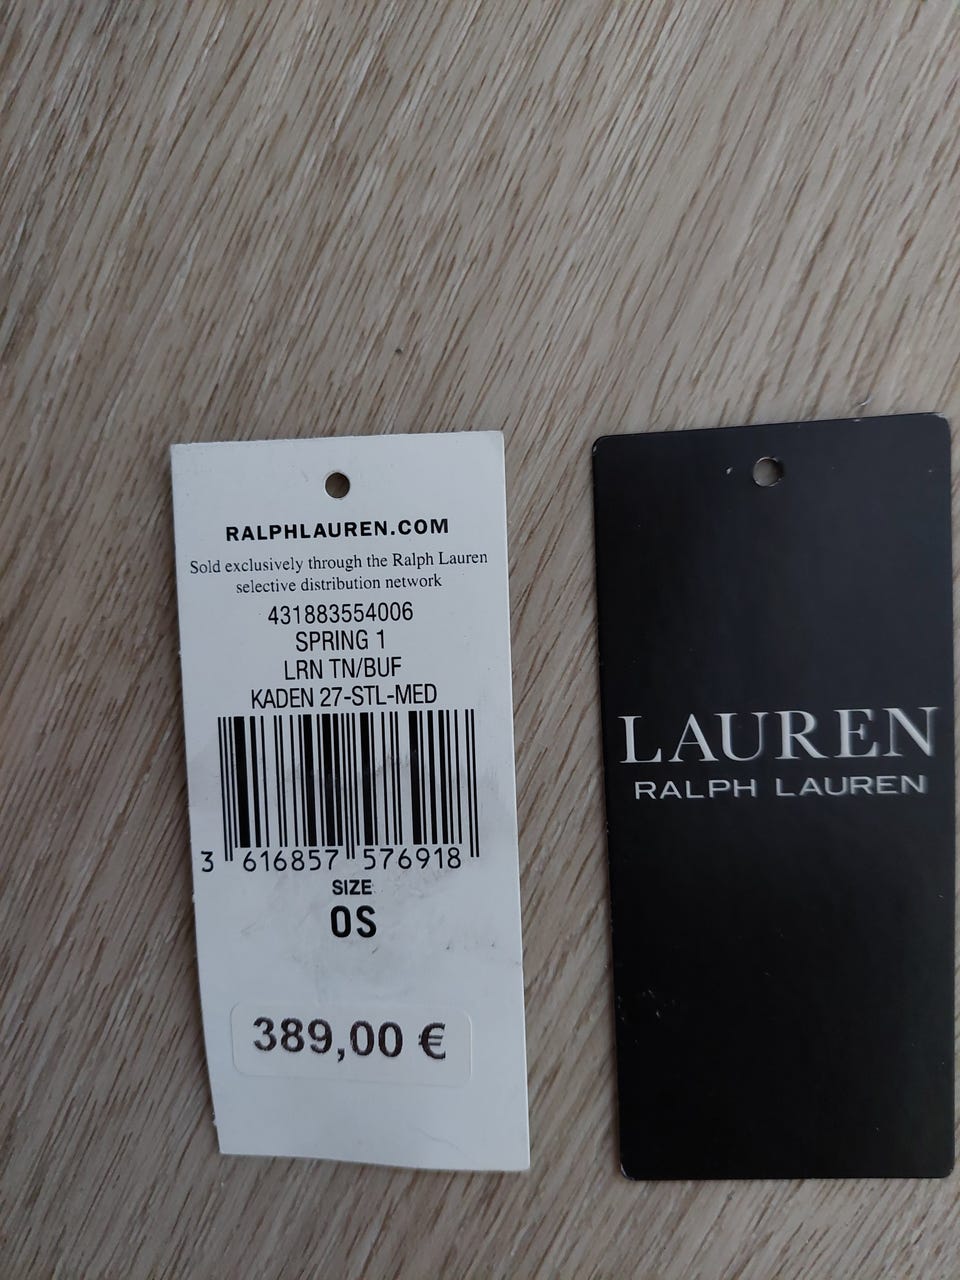 RALPHLAUREN.COM
Sold exclusively through the Ralph Lauren
selective distribution network
431883554006
SPRING 1
LRN TN/BUF
KADEN 27-STL-MED
3 616857 576918
SIZE
OS
389,00 €
LAUREN
RALPH LAUREN